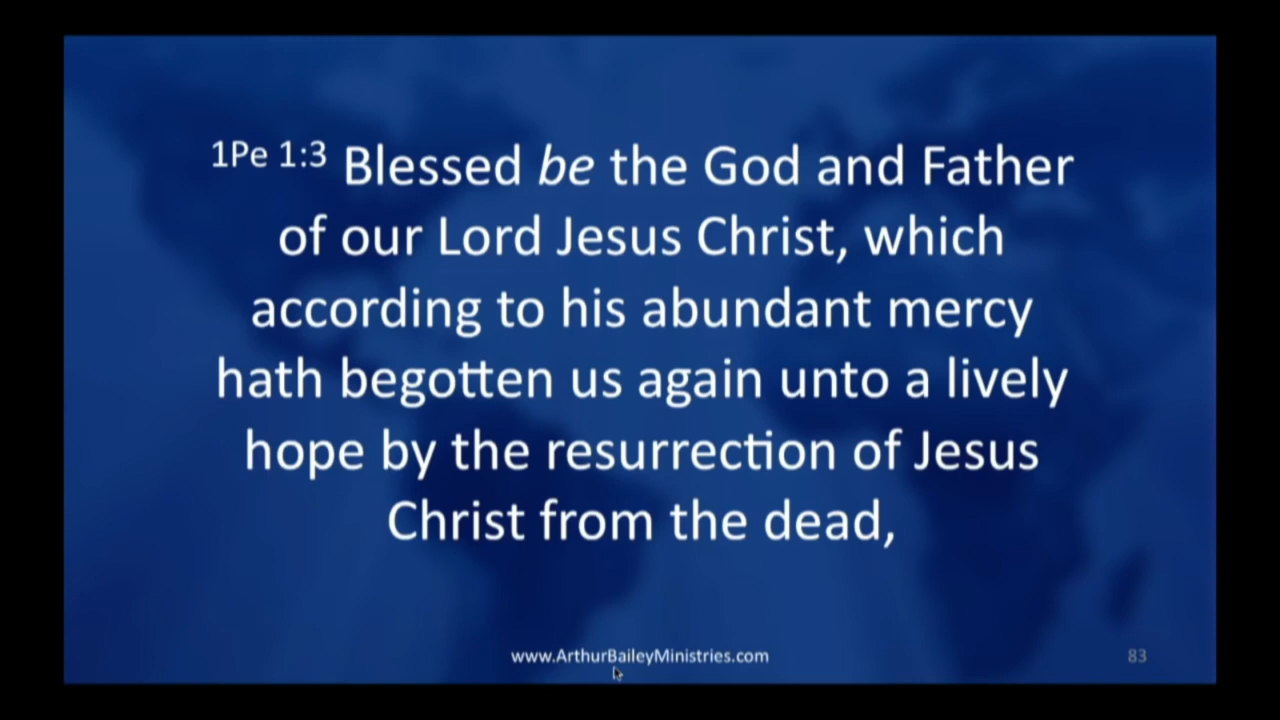 1Pe 1:3 Blessed be the God and Father
of our Lord Jesus Christ, which
according to his abundant mercy
hath begotten us again unto a lively
hope by the resurrection of Jesus
Christ from the dead,
www.ArthurBaileyMinistries.com
83